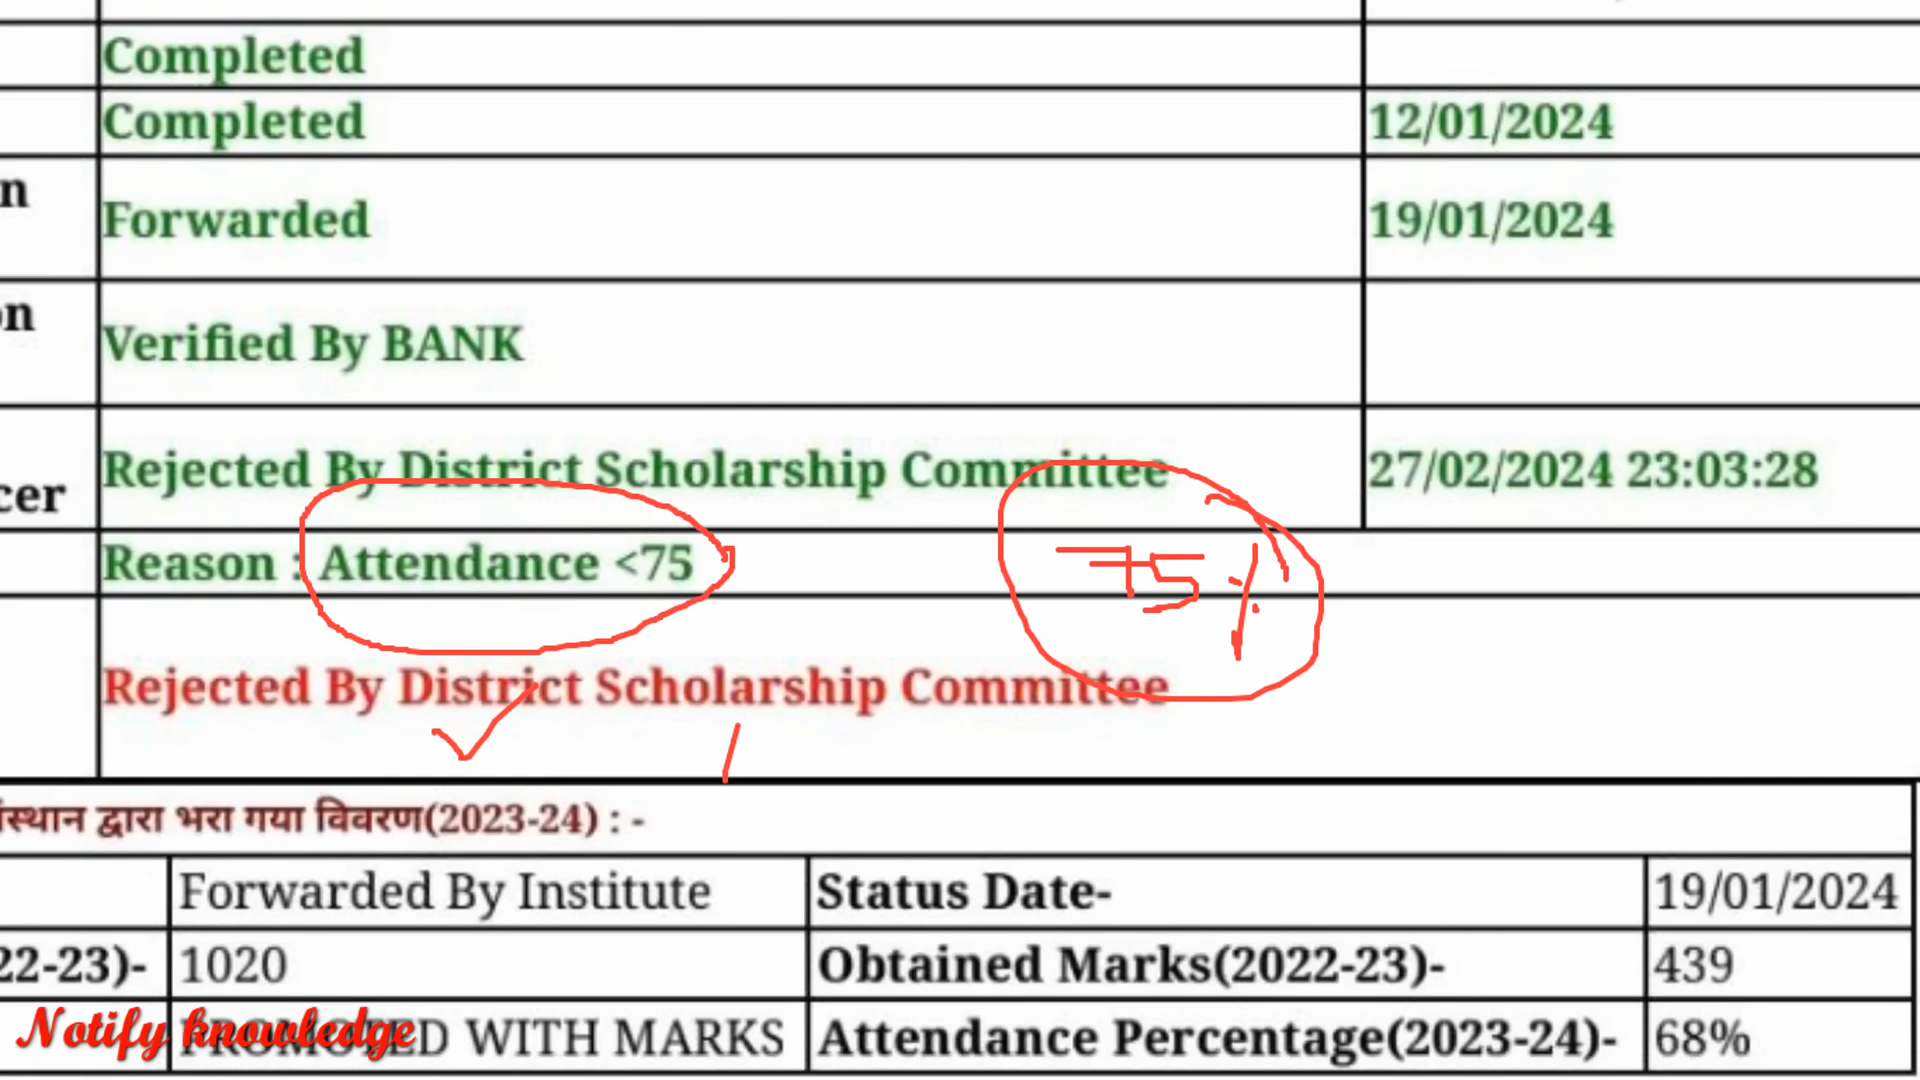 Completed
Completed 12/01/2024
n
Forwarded 19/01/2024
on
Verified By BANK
Rejected By District Scholarship Committee 27/02/2024 23:03:28
cer
Reason : Attendance <75
75%
Rejected By District Scholarship Committee
संस्थान द्वारा भरा गया विवरण(2023-24) : -
Forwarded By Institute Status Date- 19/01/2024
22-23)- 1020 Obtained Marks(2022-23)- 439
Notify knowledge
PROMOTED WITH MARKS Attendance Percentage(2023-24)- 68%